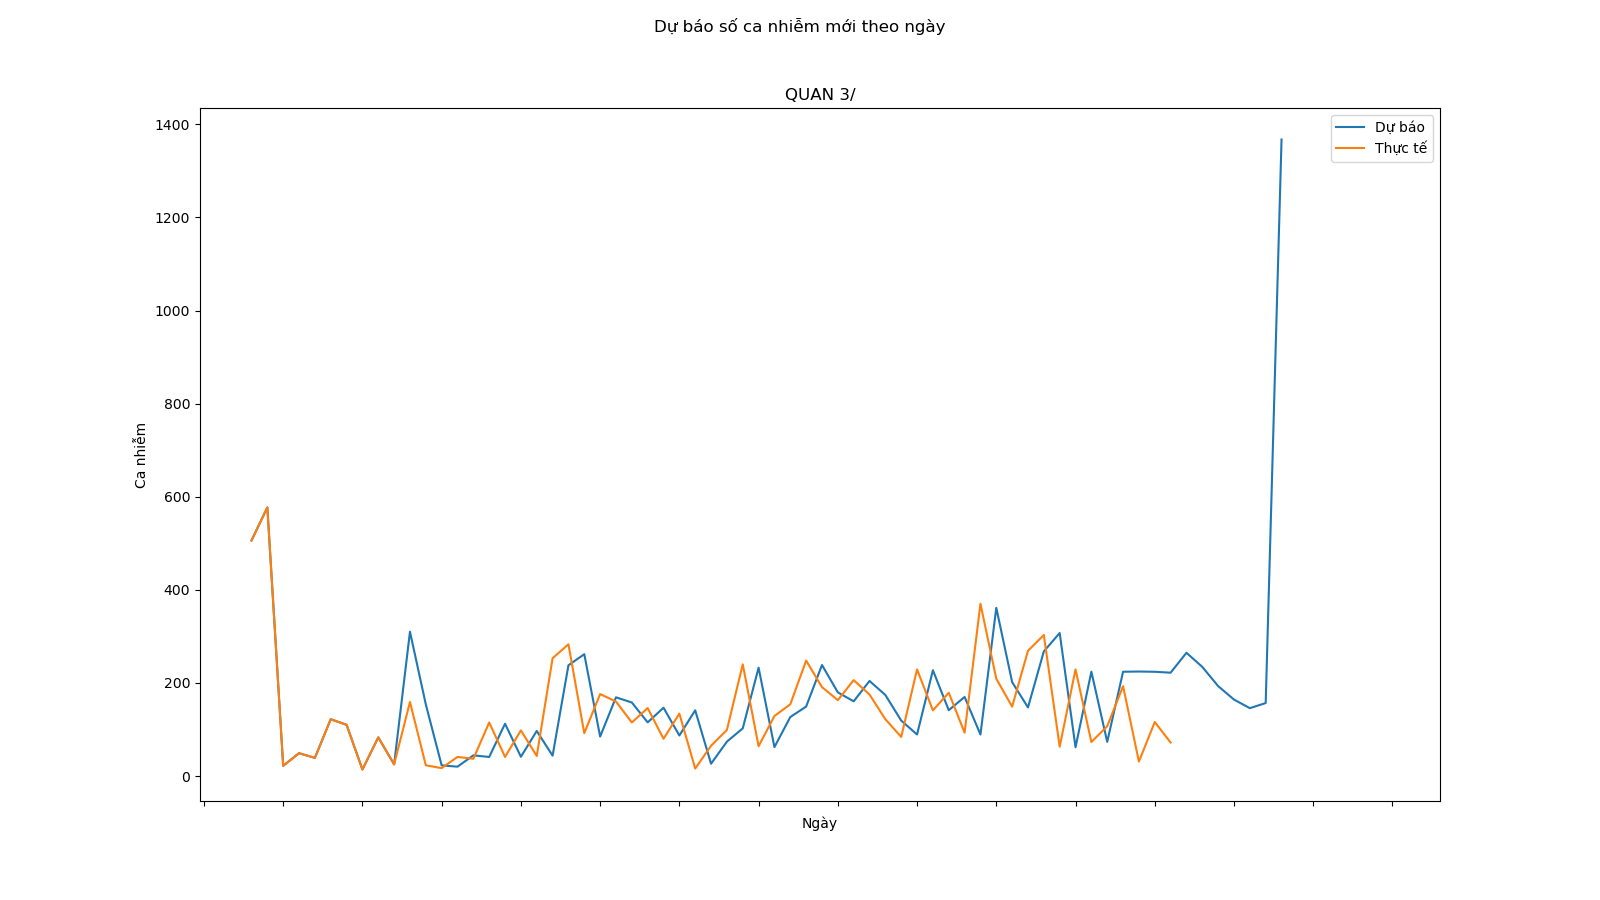 Dự báo số ca nhiễm mới theo ngày
QUAN 3/
1400
1200
1000
800
600
400
200
0
Ca nhiễm
Ngày
Dự báo
Thực tế